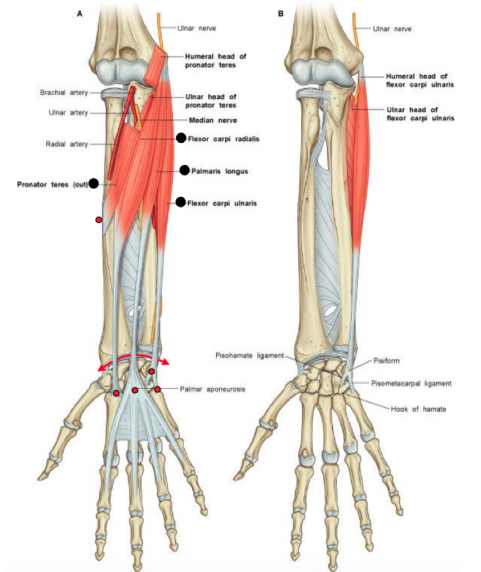 A
Ulnar nerve
Humeral head of
pronator teres
Brachial artery
Ulnar head of
pronator teres
Ulnar artery
Median nerve
Flexor carpi radialis
Radial artery
Palmaris longus
Pronator teres (cut)
Flexor carpi ulnaris
Palmar aponeurosis
B
Ulnar nerve
Humeral head of
flexor carpi ulnaris
Ulnar head of
flexor carpi ulnaris
Pisohamate ligament
Pisiform
Pisometacarpal ligament
Hook of hamate